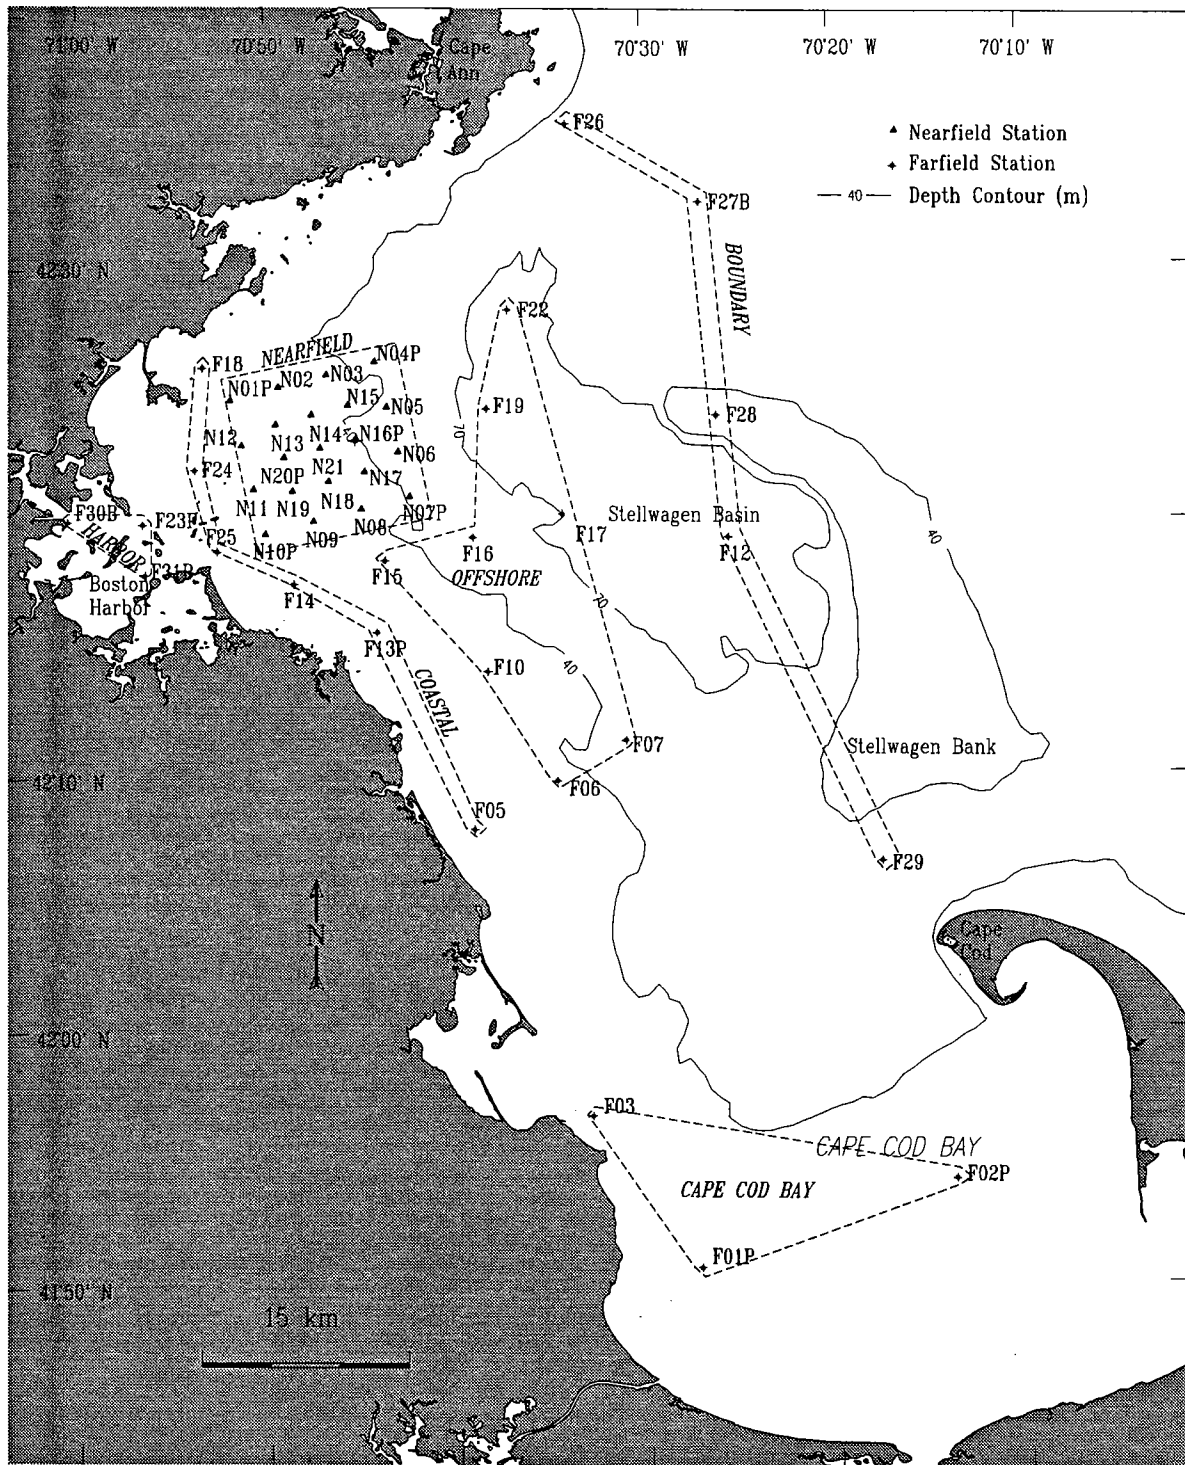 71°00' W
70°50' W
70°30' W
70°20' W
70°10' W
Cape
Ann
F26
Nearfield Station
Farfield Station
40 Depth Contour (m)
F27B
42°30' N
BOUNDARY
F22
NEARFIELD
F18
N04P
N03
N02
N01P
N15
N05
F19
70
F28
N12
N13
N14
N16P
N06
F24
N20P
N21
N17
N11
N19
N18
N07P
F30B
F23P
F25
N10P
N09
N08
Stellwagen Basin
F17
F12
40
HARBOR
F31B
F16
F15
OFFSHORE
Boston
Harbor
F14
70
F13P
F10
40
COASTAL
F07
Stellwagen Bank
42°10' N
F06
F05
F29
N
Cape
Cod
42°00' N
F03
CAPE COD BAY
F02P
CAPE COD BAY
F01P
41°50' N
15 km